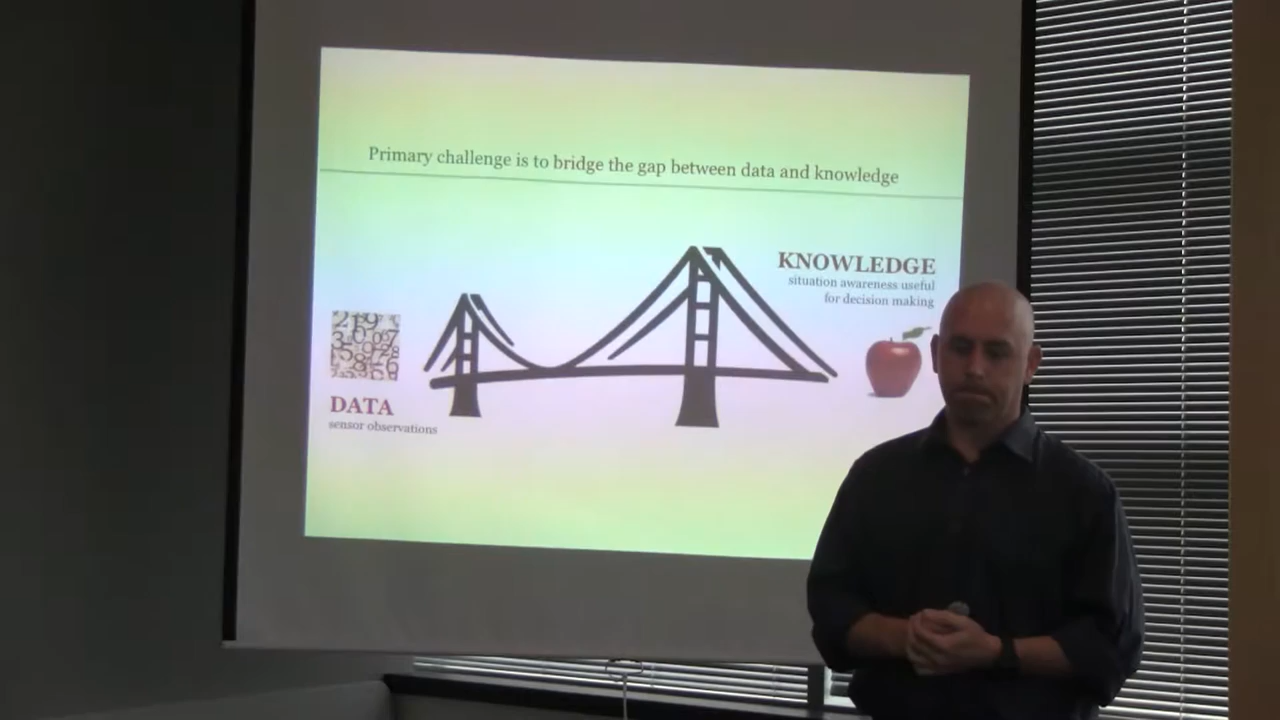 Primary challenge is to bridge the gap between data and knowledge
KNOWLEDGE
situation awareness useful
for decision making
DATA
sensor observations